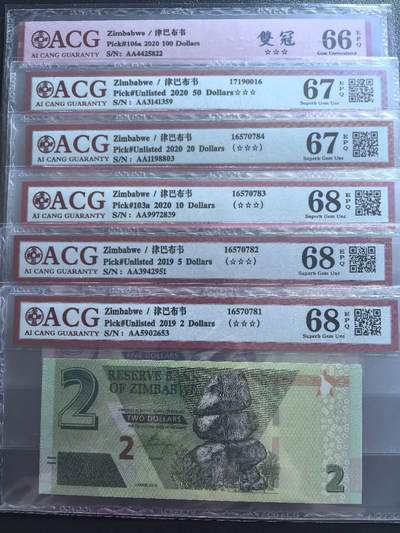 ACG
AI CANG GUARANTY
Zimbabwe / 津巴布韦
Pick#106a 2020 100 Dollars
S/N: AA4425822
雙冠
☆☆☆
66 EPQ
Gem Uncirculated
ACG
AI CANG GUARANTY
Zimbabwe / 津巴布韦 17190016
Pick#Unlisted 2020 50 Dollars☆☆☆
S/N: AA3141359
67 EPQ
Superb Gem Unc
ACG
AI CANG GUARANTY
Zimbabwe / 津巴布韦 16570784
Pick#Unlisted 2020 20 Dollars (☆☆☆)
S/N: AA1198803
67 EPQ
Superb Gem Unc
ACG
AI CANG GUARANTY
Zimbabwe / 津巴布韦 16570783
Pick#103a 2020 10 Dollars (☆☆☆)
S/N: AA9972839
68 EPQ
Superb Gem Unc
ACG
AI CANG GUARANTY
Zimbabwe / 津巴布韦 16570782
Pick#Unlisted 2019 5 Dollars (☆☆☆)
S/N: AA3942951
68 EPQ
Superb Gem Unc
ACG
AI CANG GUARANTY
Zimbabwe / 津巴布韦 16570781
Pick#Unlisted 2019 2 Dollars (☆☆☆)
S/N: AA5902653
68 EPQ
Superb Gem Unc
2
RESERVE BANK
OF ZIMBABWE
TWO DOLLARS
2
2